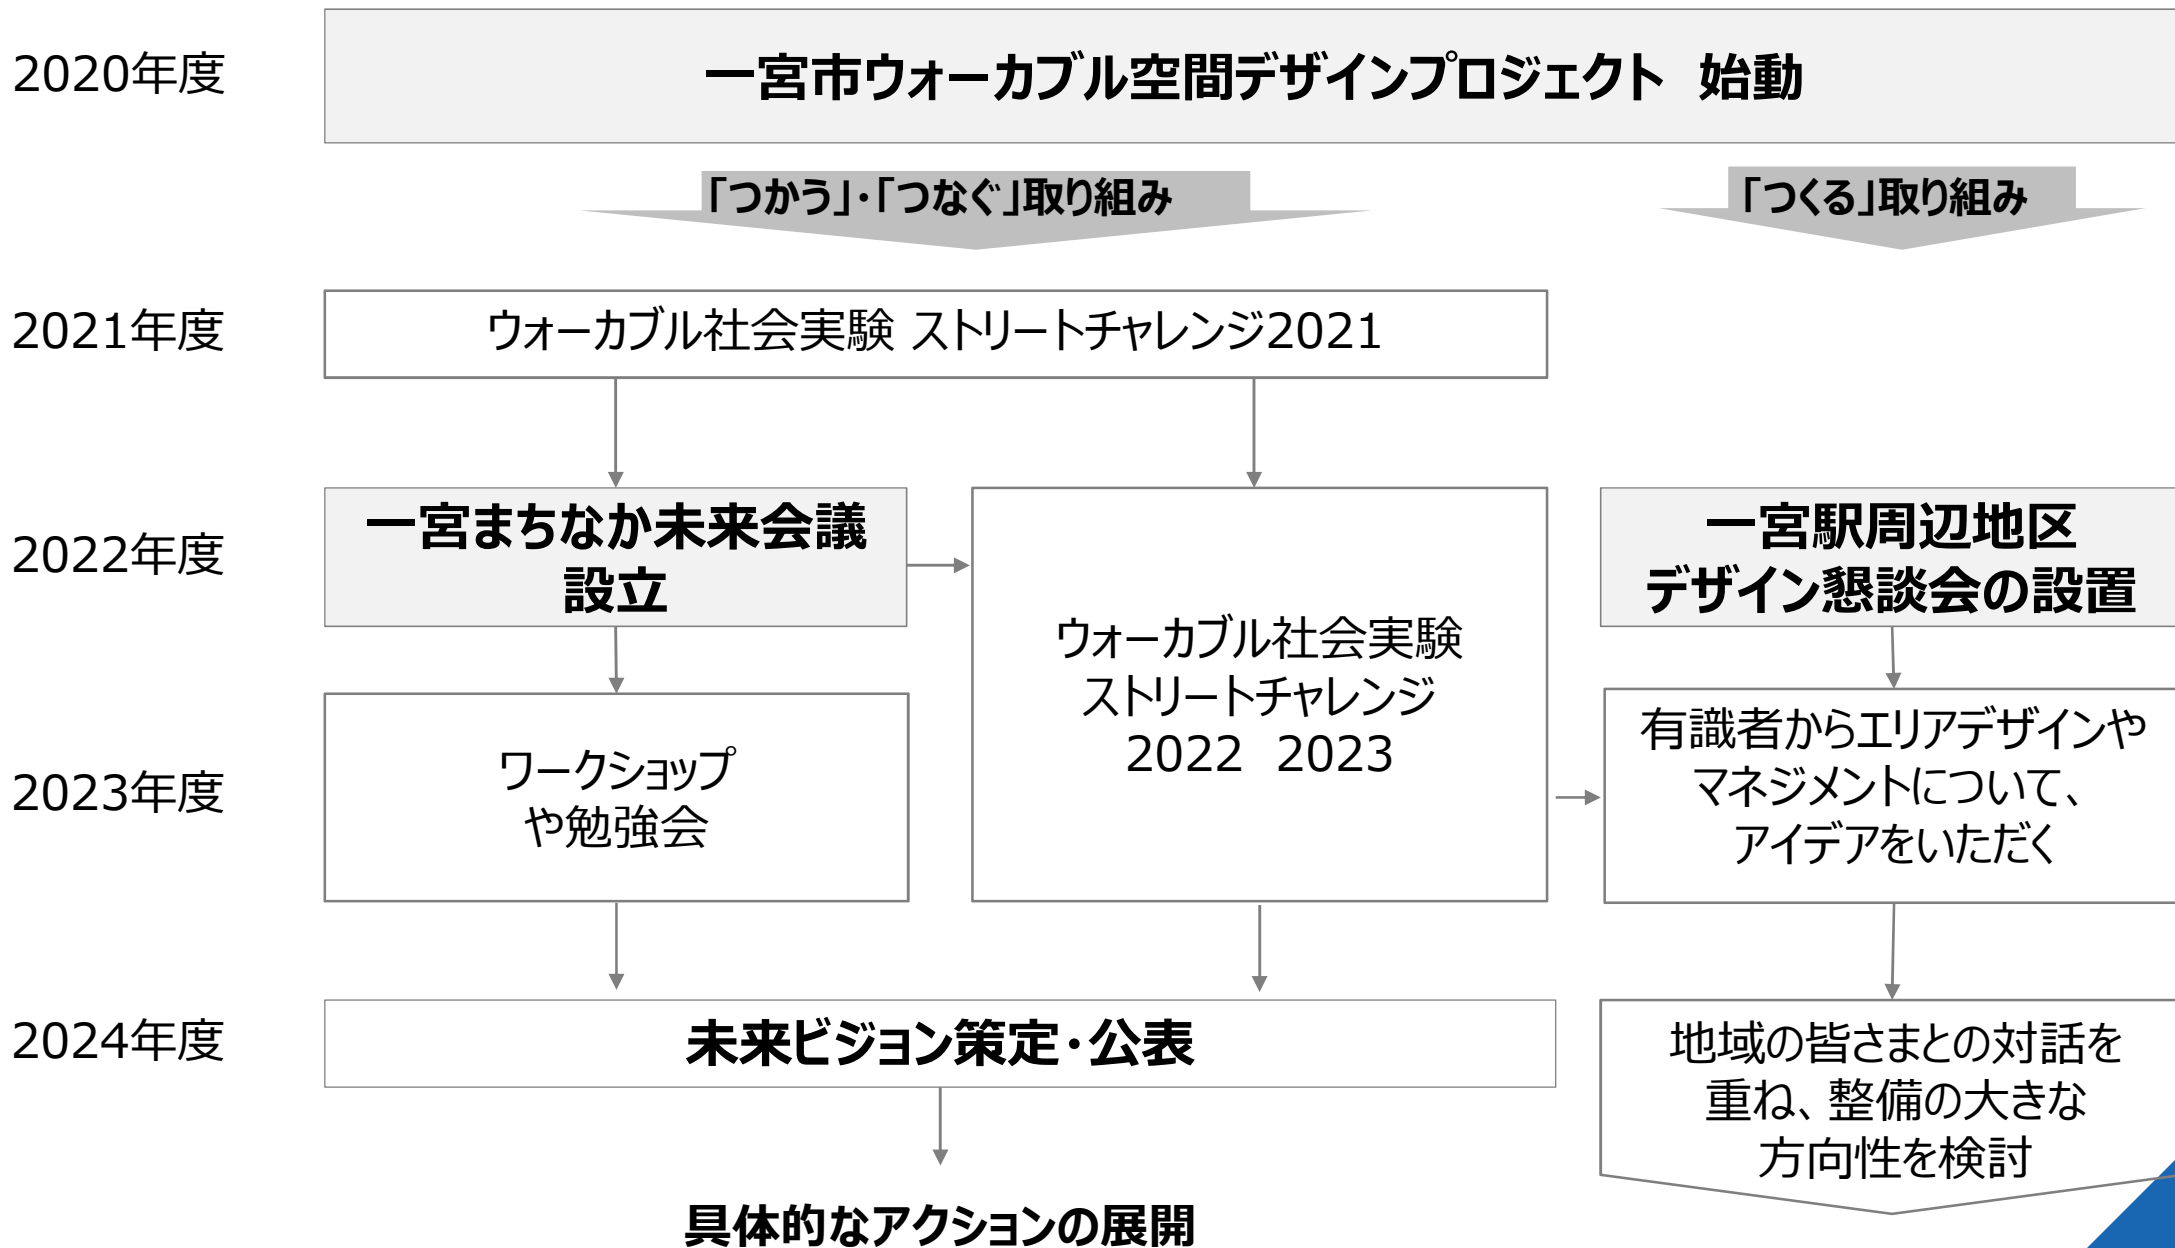 2020年度
一宮市ウォーカブル空間デザインプロジェクト　始動
「つかう」・「つなぐ」取り組み
「つくる」取り組み
2021年度
ウォーカブル社会実験 ストリートチャレンジ2021
2022年度
一宮まちなか未来会議
設立
ウォーカブル社会実験
ストリートチャレンジ
2022　2023
一宮駅周辺地区
デザイン懇談会の設置
2023年度
ワークショップ
や勉強会
有識者からエリアデザインや
マネジメントについて、
アイデアをいただく
2024年度
未来ビジョン策定・公表
地域の皆さまとの対話を
重ね、整備の大きな
方向性を検討
具体的なアクションの展開